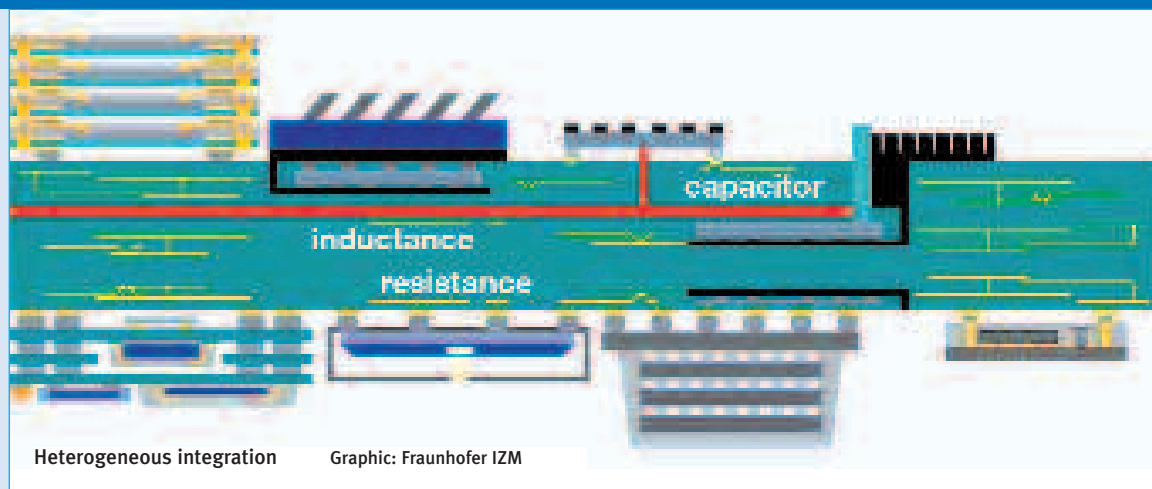 capacitor
inductance
resistance
Heterogeneous integration Graphic: Fraunhofer IZM